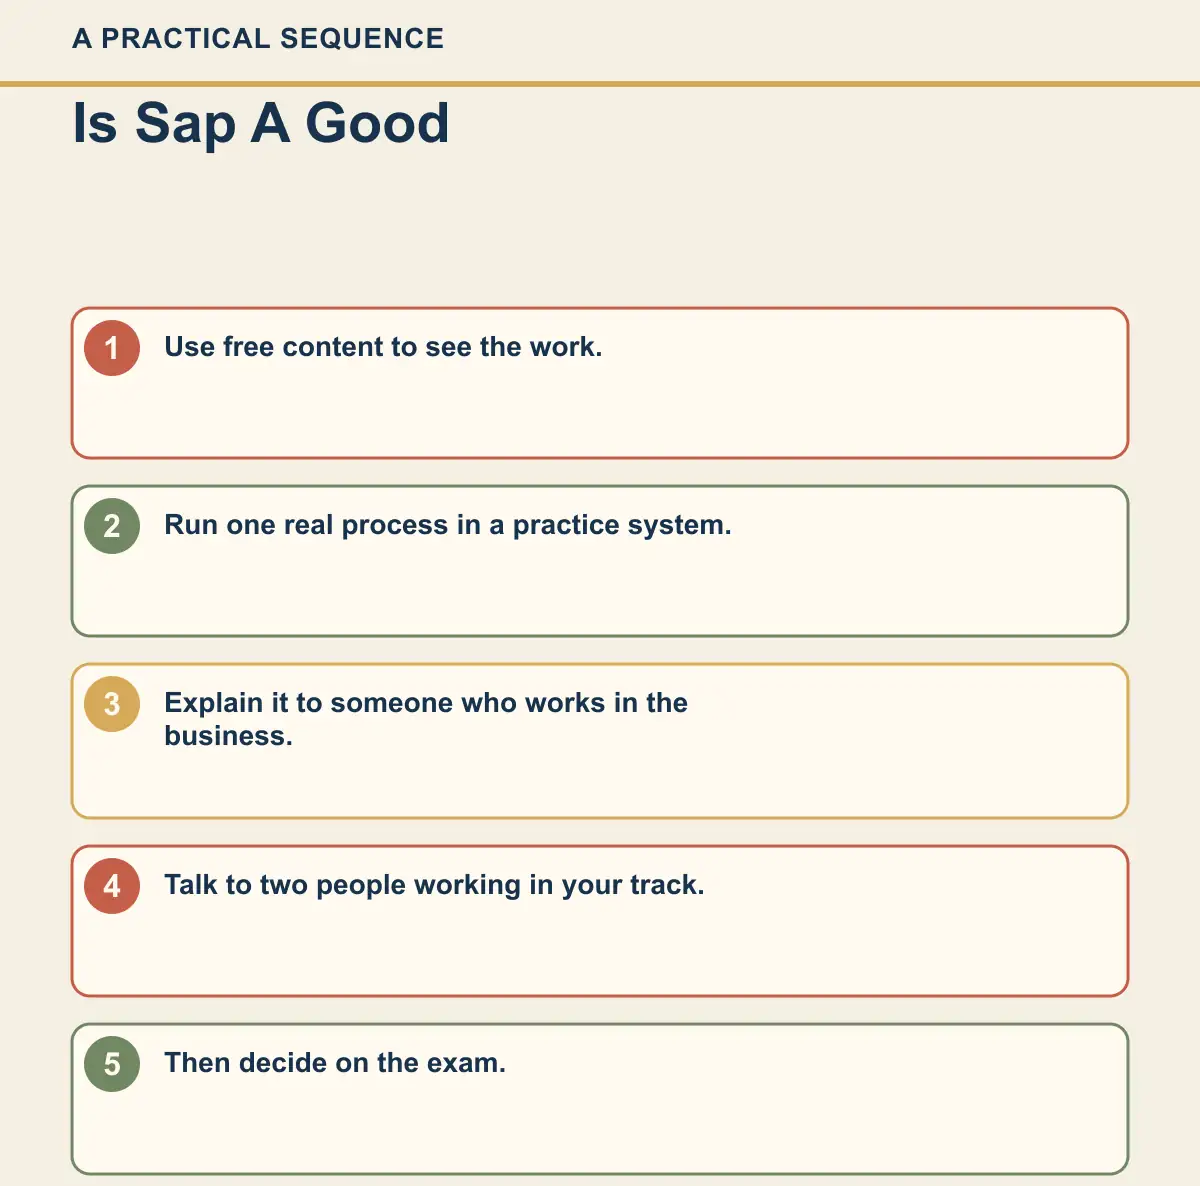 A PRACTICAL SEQUENCE
Is Sap A Good
1
Use free content to see the work.
2
Run one real process in a practice system.
3
Explain it to someone who works in the
business.
4
Talk to two people working in your track.
5
Then decide on the exam.